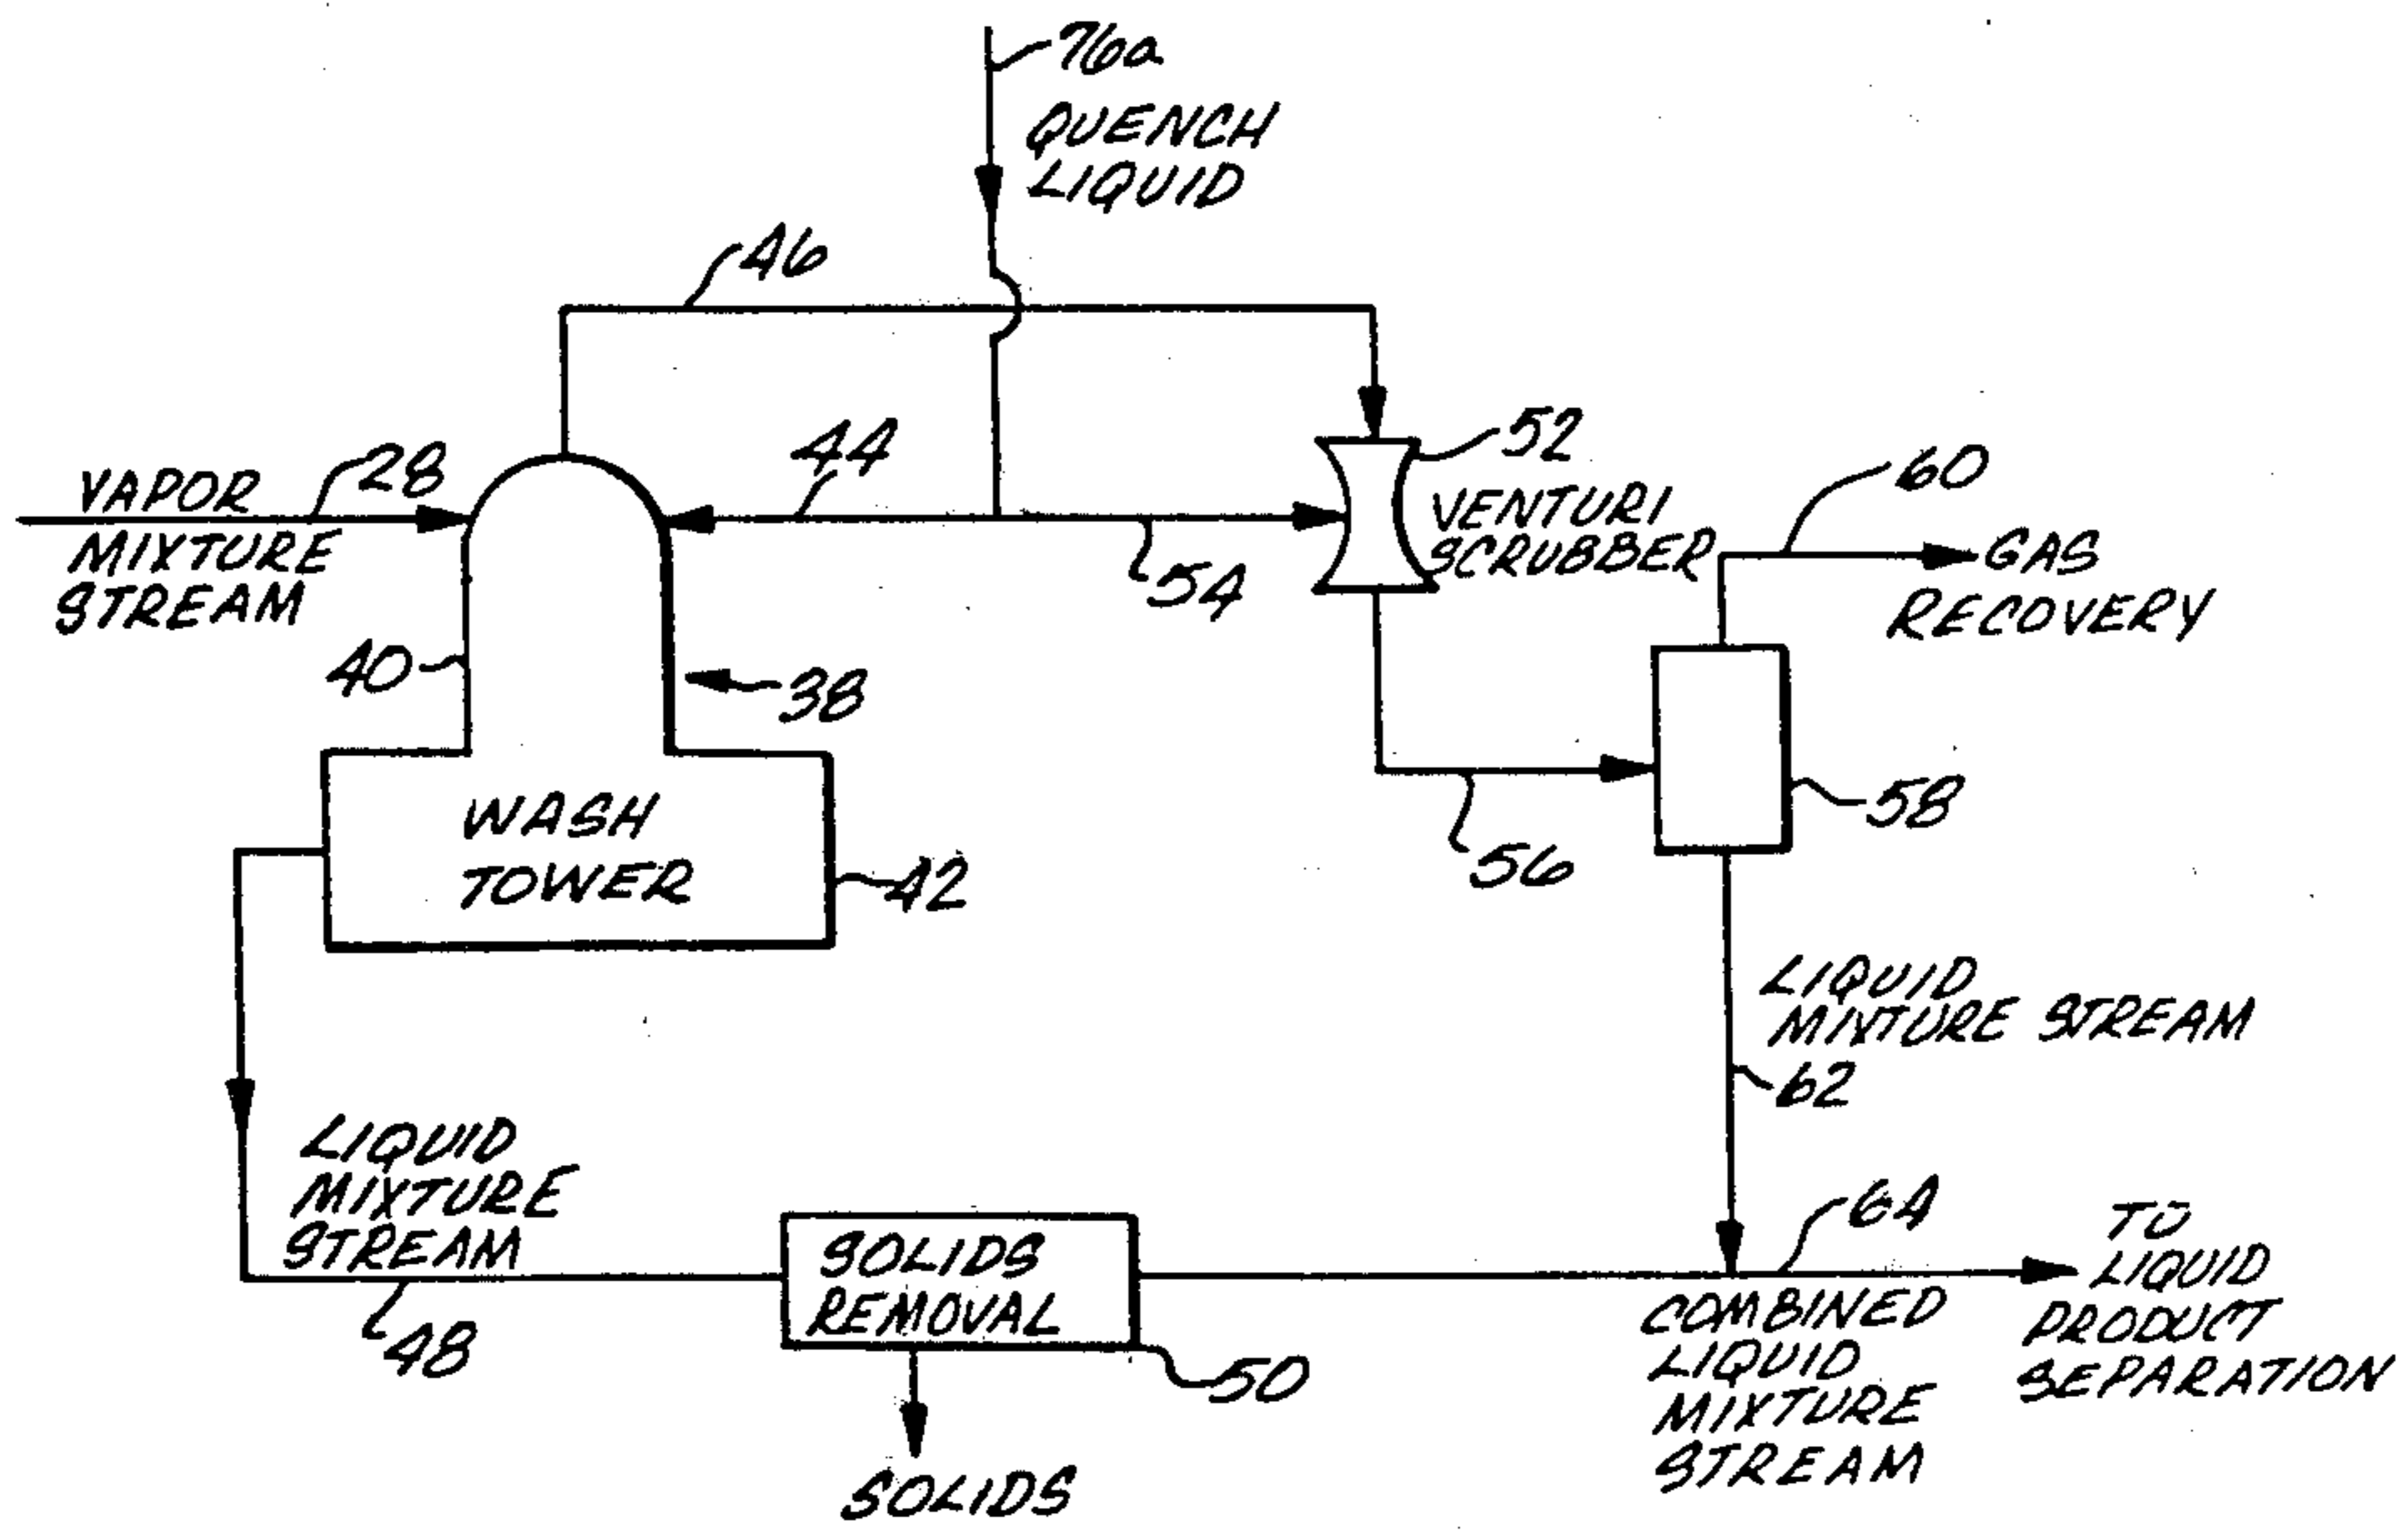 76a
QUENCH
LIQUID
46
44
28
VAPOR
MIXTURE
STREAM
52
VENTURI
SCRUBBER
60
GAS
RECOVERY
54
40
38
WASH
TOWER
42
56
58
LIQUID
MIXTURE STREAM
62
LIQUID
MIXTURE
STREAM
48
SOLIDS
REMOVAL
50
SOLIDS
64
TO
LIQUID
PRODUCT
SEPARATION
COMBINED
LIQUID
MIXTURE
STREAM